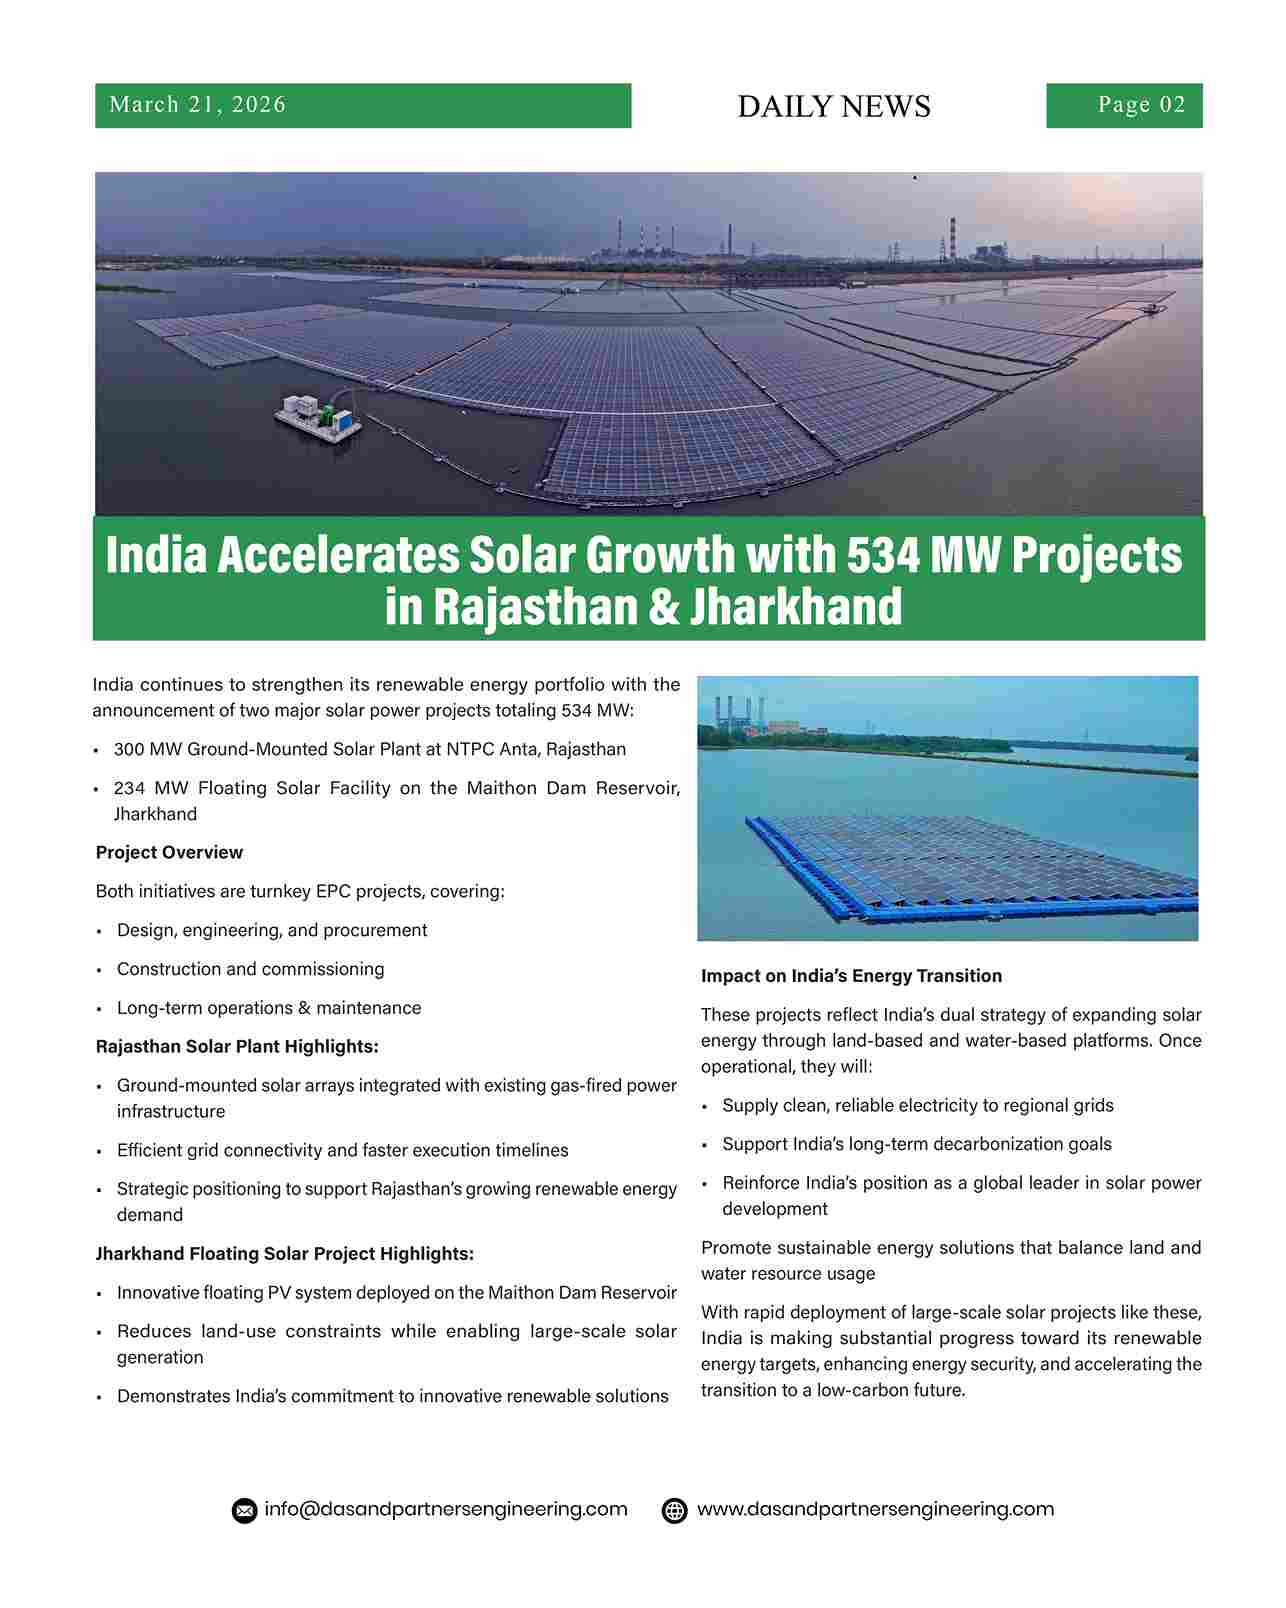 March 21, 2026
DAILY NEWS
Page 02
India Accelerates Solar Growth with 534 MW Projects
in Rajasthan & Jharkhand
India continues to strengthen its renewable energy portfolio with the
announcement of two major solar power projects totaling 534 MW:
• 300 MW Ground-Mounted Solar Plant at NTPC Anta, Rajasthan
• 234 MW Floating Solar Facility on the Maithon Dam Reservoir,
Jharkhand
Project Overview
Both initiatives are turnkey EPC projects, covering:
• Design, engineering, and procurement
• Construction and commissioning
• Long-term operations & maintenance
Rajasthan Solar Plant Highlights:
• Ground-mounted solar arrays integrated with existing gas-fired power
infrastructure
• Efficient grid connectivity and faster execution timelines
• Strategic positioning to support Rajasthan’s growing renewable energy
demand
Jharkhand Floating Solar Project Highlights:
• Innovative floating PV system deployed on the Maithon Dam Reservoir
• Reduces land-use constraints while enabling large-scale solar
generation
• Demonstrates India’s commitment to innovative renewable solutions
Impact on India’s Energy Transition
These projects reflect India’s dual strategy of expanding solar
energy through land-based and water-based platforms. Once
operational, they will:
• Supply clean, reliable electricity to regional grids
• Support India’s long-term decarbonization goals
• Reinforce India’s position as a global leader in solar power
development
Promote sustainable energy solutions that balance land and
water resource usage
With rapid deployment of large-scale solar projects like these,
India is making substantial progress toward its renewable
energy targets, enhancing energy security, and accelerating the
transition to a low-carbon future.
info@dasandpartnersengineering.com
www.dasandpartnersengineering.com